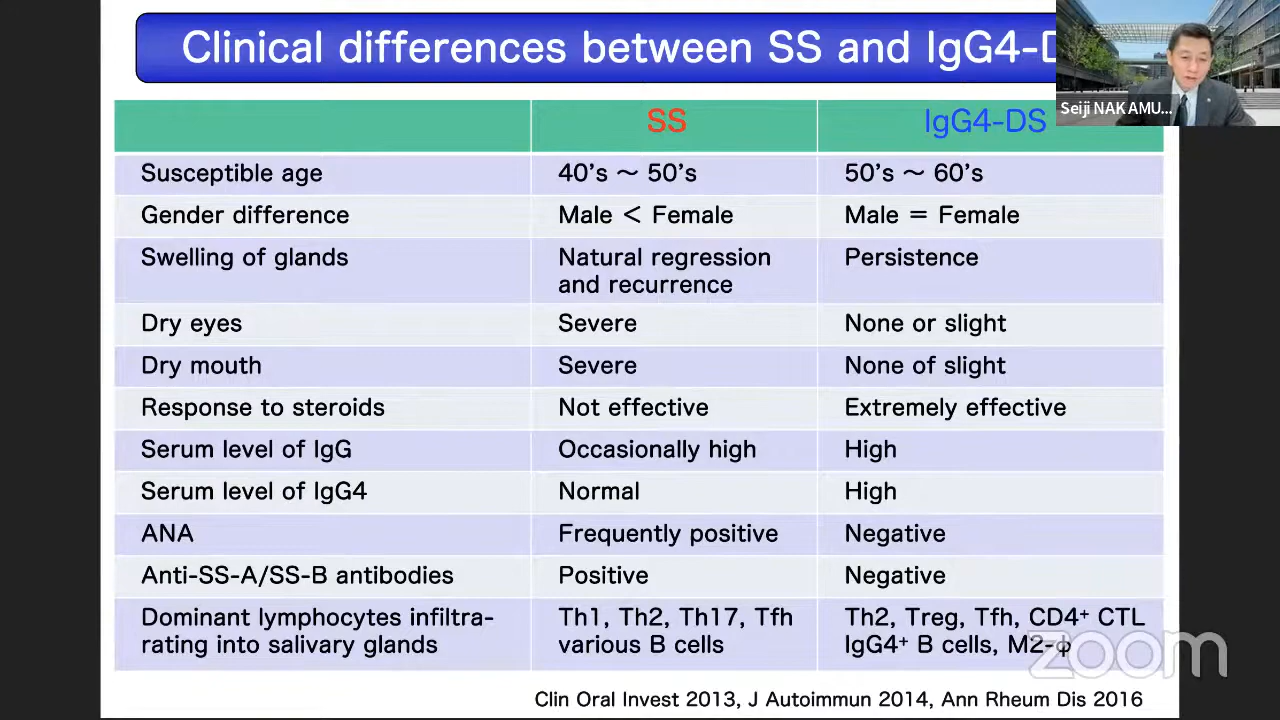 Clinical differences between SS and IgG4-D
Seiji NAKAMU...
SS IgG4-DS
Susceptible age 40's ～ 50's 50's ～ 60's
Gender difference Male < Female Male = Female
Swelling of glands Natural regression Persistence
and recurrence
Dry eyes Severe None or slight
Dry mouth Severe None of slight
Response to steroids Not effective Extremely effective
Serum level of IgG Occasionally high High
Serum level of IgG4 Normal High
ANA Frequently positive Negative
Anti-SS-A/SS-B antibodies Positive Negative
Dominant lymphocytes infiltra- Th1, Th2, Th17, Tfh Th2, Treg, Tfh, CD4⁺ CTL
rating into salivary glands various B cells IgG4⁺ B cells, M2-φ
zoom
Clin Oral Invest 2013, J Autoimmun 2014, Ann Rheum Dis 2016